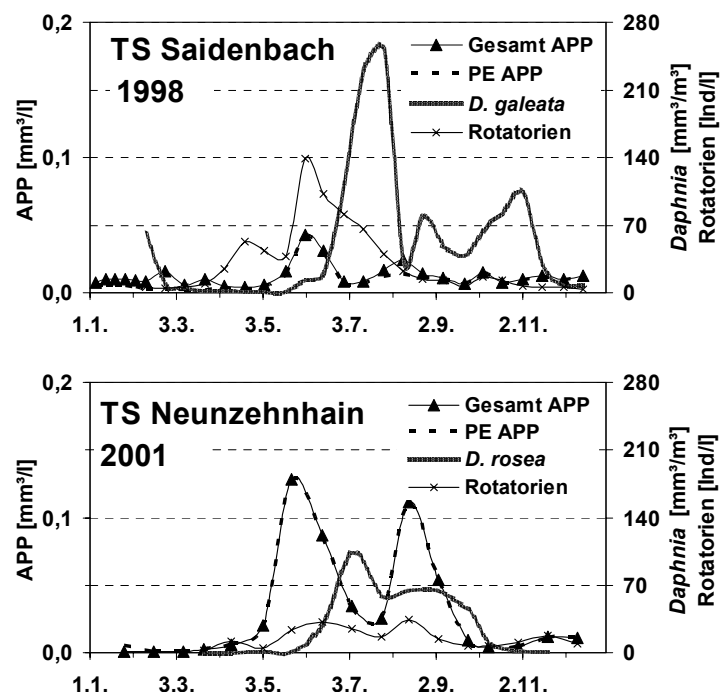 0,2
0,1
0,0
APP [mm³/l]
TS Saidenbach
1998
Gesamt APP
PE APP
D. galeata
Rotatorien
280
210
140
70
0
Daphnia [mm³/m³]
Rotatorien [Ind/l]
1.1. 3.3. 3.5. 3.7. 2.9. 2.11.
0,2
0,1
0,0
APP [mm³/l]
TS Neunzehnhain
2001
Gesamt APP
PE APP
D. rosea
Rotatorien
280
210
140
70
0
Daphnia [mm³/m³]
Rotatorien [Ind/l]
1.1. 3.3. 3.5. 3.7. 2.9. 2.11.